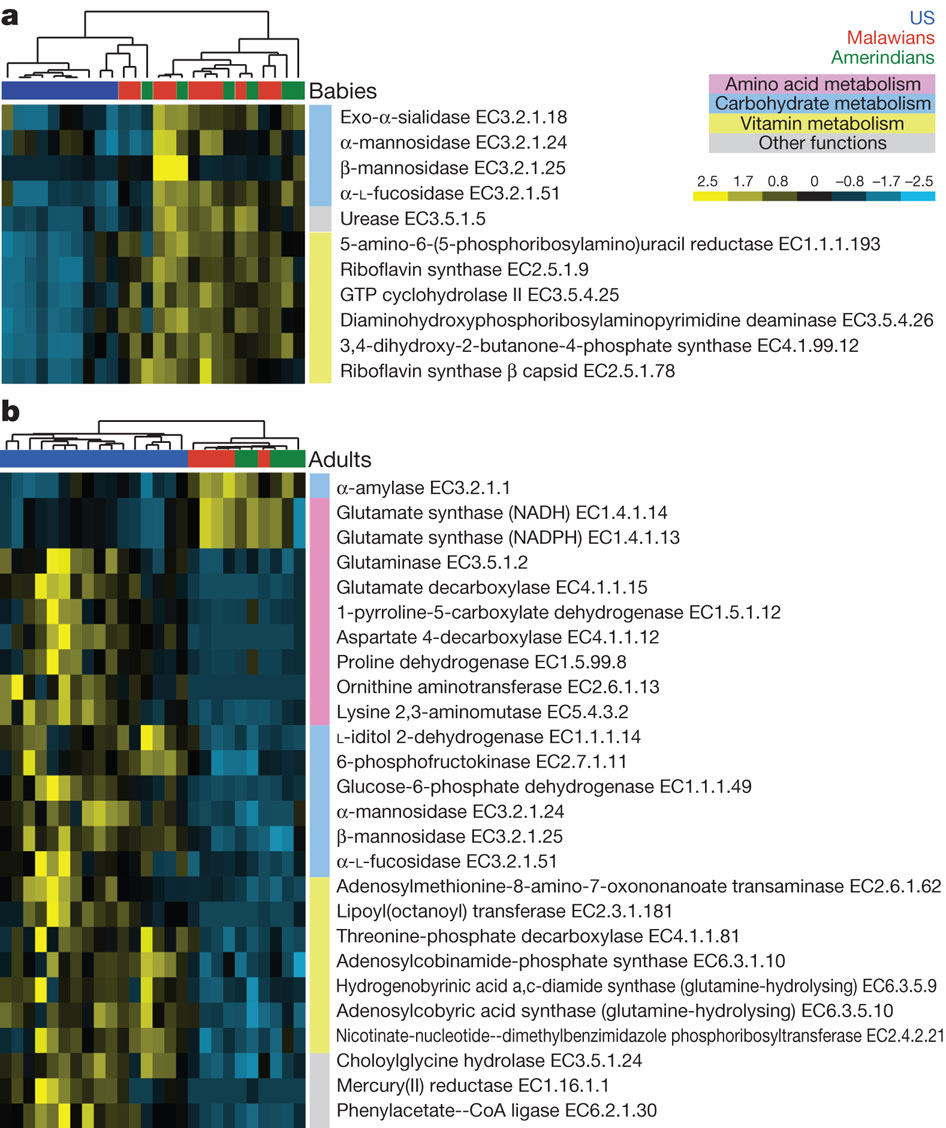 a
US
Malawians
Amerindians
Babies
Amino acid metabolism
Carbohydrate metabolism
Vitamin metabolism
Other functions
2.5 1.7 0.8 0 −0.8 −1.7 −2.5
Exo-α-sialidase EC3.2.1.18
α-mannosidase EC3.2.1.24
β-mannosidase EC3.2.1.25
α-L-fucosidase EC3.2.1.51
Urease EC3.5.1.5
5-amino-6-(5-phosphoribosylamino)uracil reductase EC1.1.1.193
Riboflavin synthase EC2.5.1.9
GTP cyclohydrolase II EC3.5.4.25
Diaminohydroxyphosphoribosylaminopyrimidine deaminase EC3.5.4.26
3,4-dihydroxy-2-butanone-4-phosphate synthase EC4.1.99.12
Riboflavin synthase β capsid EC2.5.1.78
b
Adults
α-amylase EC3.2.1.1
Glutamate synthase (NADH) EC1.4.1.14
Glutamate synthase (NADPH) EC1.4.1.13
Glutaminase EC3.5.1.2
Glutamate decarboxylase EC4.1.1.15
1-pyrroline-5-carboxylate dehydrogenase EC1.5.1.12
Aspartate 4-decarboxylase EC4.1.1.12
Proline dehydrogenase EC1.5.99.8
Ornithine aminotransferase EC2.6.1.13
Lysine 2,3-aminomutase EC5.4.3.2
L-iditol 2-dehydrogenase EC1.1.1.14
6-phosphofructokinase EC2.7.1.11
Glucose-6-phosphate dehydrogenase EC1.1.1.49
α-mannosidase EC3.2.1.24
β-mannosidase EC3.2.1.25
α-L-fucosidase EC3.2.1.51
Adenosylmethionine-8-amino-7-oxononanoate transaminase EC2.6.1.62
Lipoyl(octanoyl) transferase EC2.3.1.181
Threonine-phosphate decarboxylase EC4.1.1.81
Adenosylcobinamide-phosphate synthase EC6.3.1.10
Hydrogenobyrinic acid a,c-diamide synthase (glutamine-hydrolysing) EC6.3.5.9
Adenosylcobyric acid synthase (glutamine-hydrolysing) EC6.3.5.10
Nicotinate-nucleotide--dimethylbenzimidazole phosphoribosyltransferase EC2.4.2.21
Choloylglycine hydrolase EC3.5.1.24
Mercury(II) reductase EC1.16.1.1
Phenylacetate--CoA ligase EC6.2.1.30